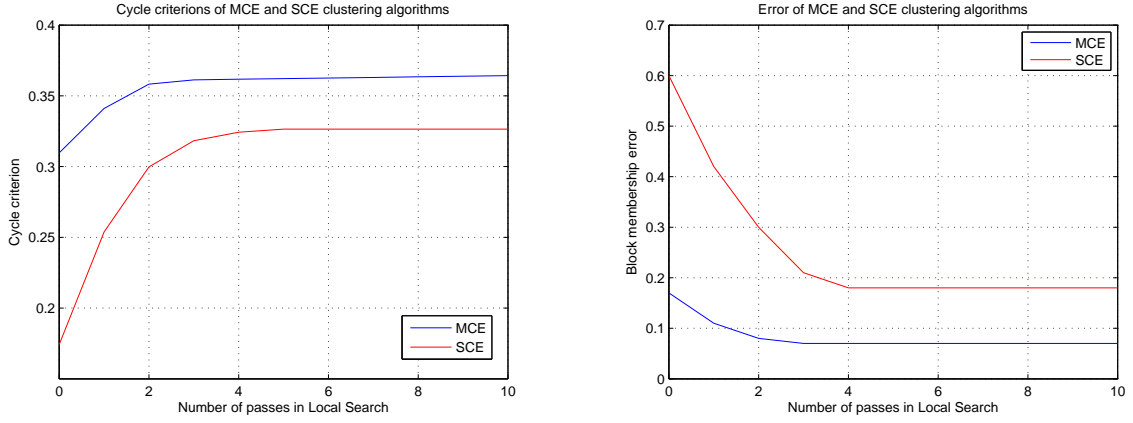 Cycle criterions of MCE and SCE clustering algorithms
0.4
0.35
0.3
0.25
0.2
Cycle criterion
MCE
SCE
0 2 4 6 8 10
Number of passes in Local Search
Error of MCE and SCE clustering algorithms
0.7
0.6
0.5
0.4
0.3
0.2
0.1
0
Block membership error
MCE
SCE
0 2 4 6 8 10
Number of passes in Local Search